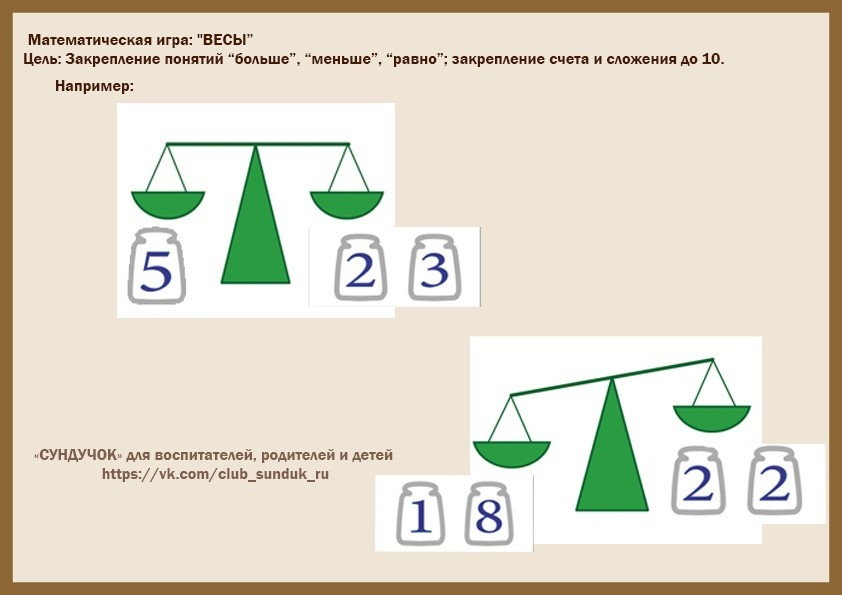 Математическая игра: "ВЕСЫ”
Цель: Закрепление понятий “больше”, “меньше”, “равно”; закрепление счета и сложения до 10.
Например:
5 2 3
«СУНДУЧОК» для воспитателей, родителей и детей
https://vk.com/club_sunduk_ru
2 2
1 8